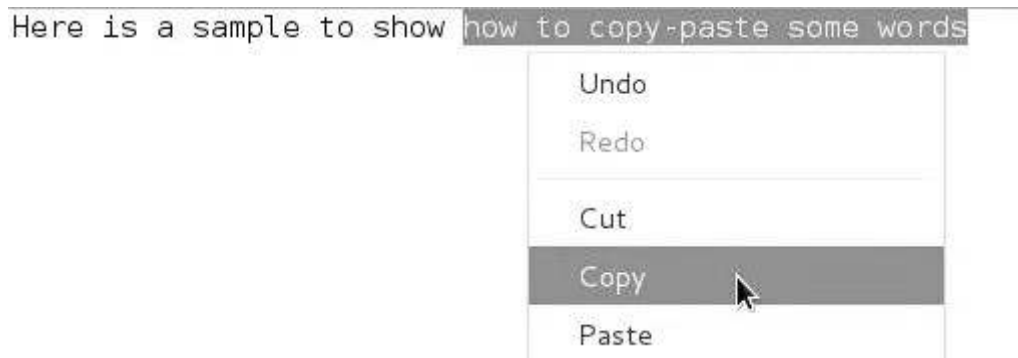 Here is a sample to show how to copy-paste some words
Undo
Redo
Cut
Copy
Paste